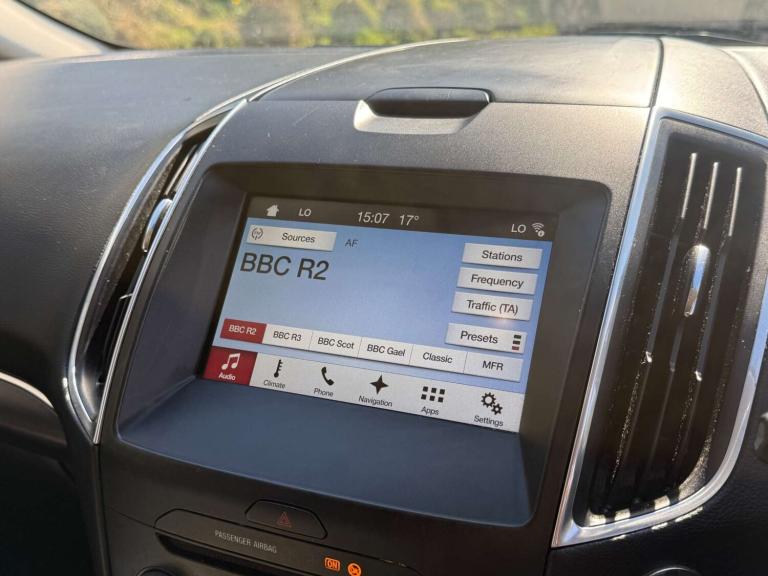 LO 15:07 17° LO
Sources AF
BBC R2
Stations
Frequency
Traffic (TA)
Presets
BBC R2 BBC R3 BBC Scot BBC Gael Classic MFR
Audio Climate Phone Navigation Apps Settings
PASSENGER AIRBAG
ON